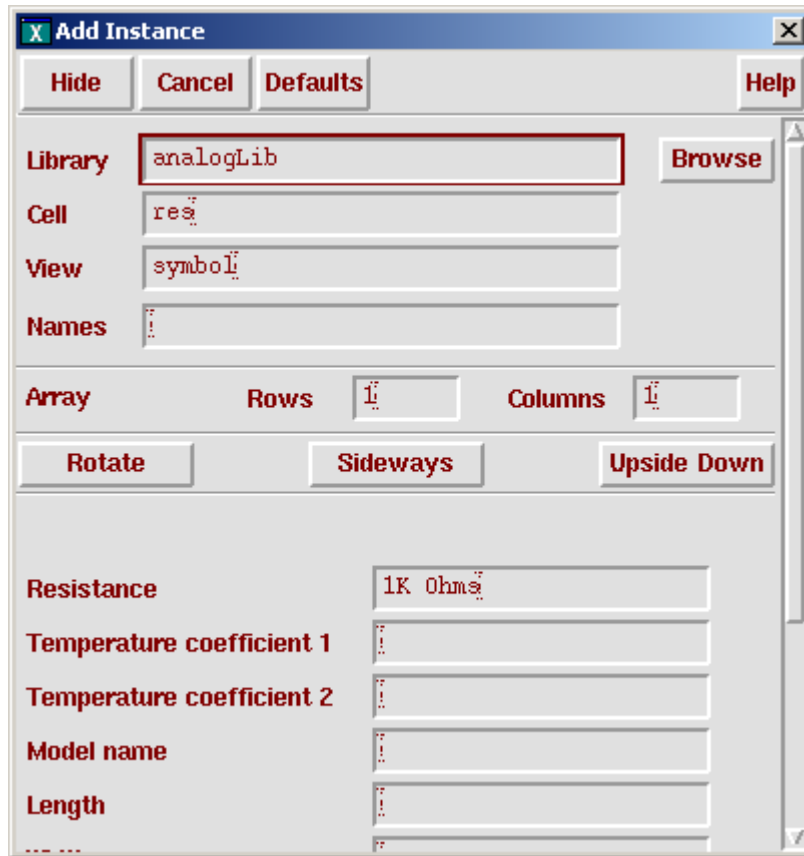 X Add Instance
Hide Cancel Defaults Help
Library analogLib Browse
Cell res
View symbol
Names
Array Rows 1 Columns 1
Rotate Sideways Upside Down
Resistance 1K Ohms
Temperature coefficient 1
Temperature coefficient 2
Model name
Length